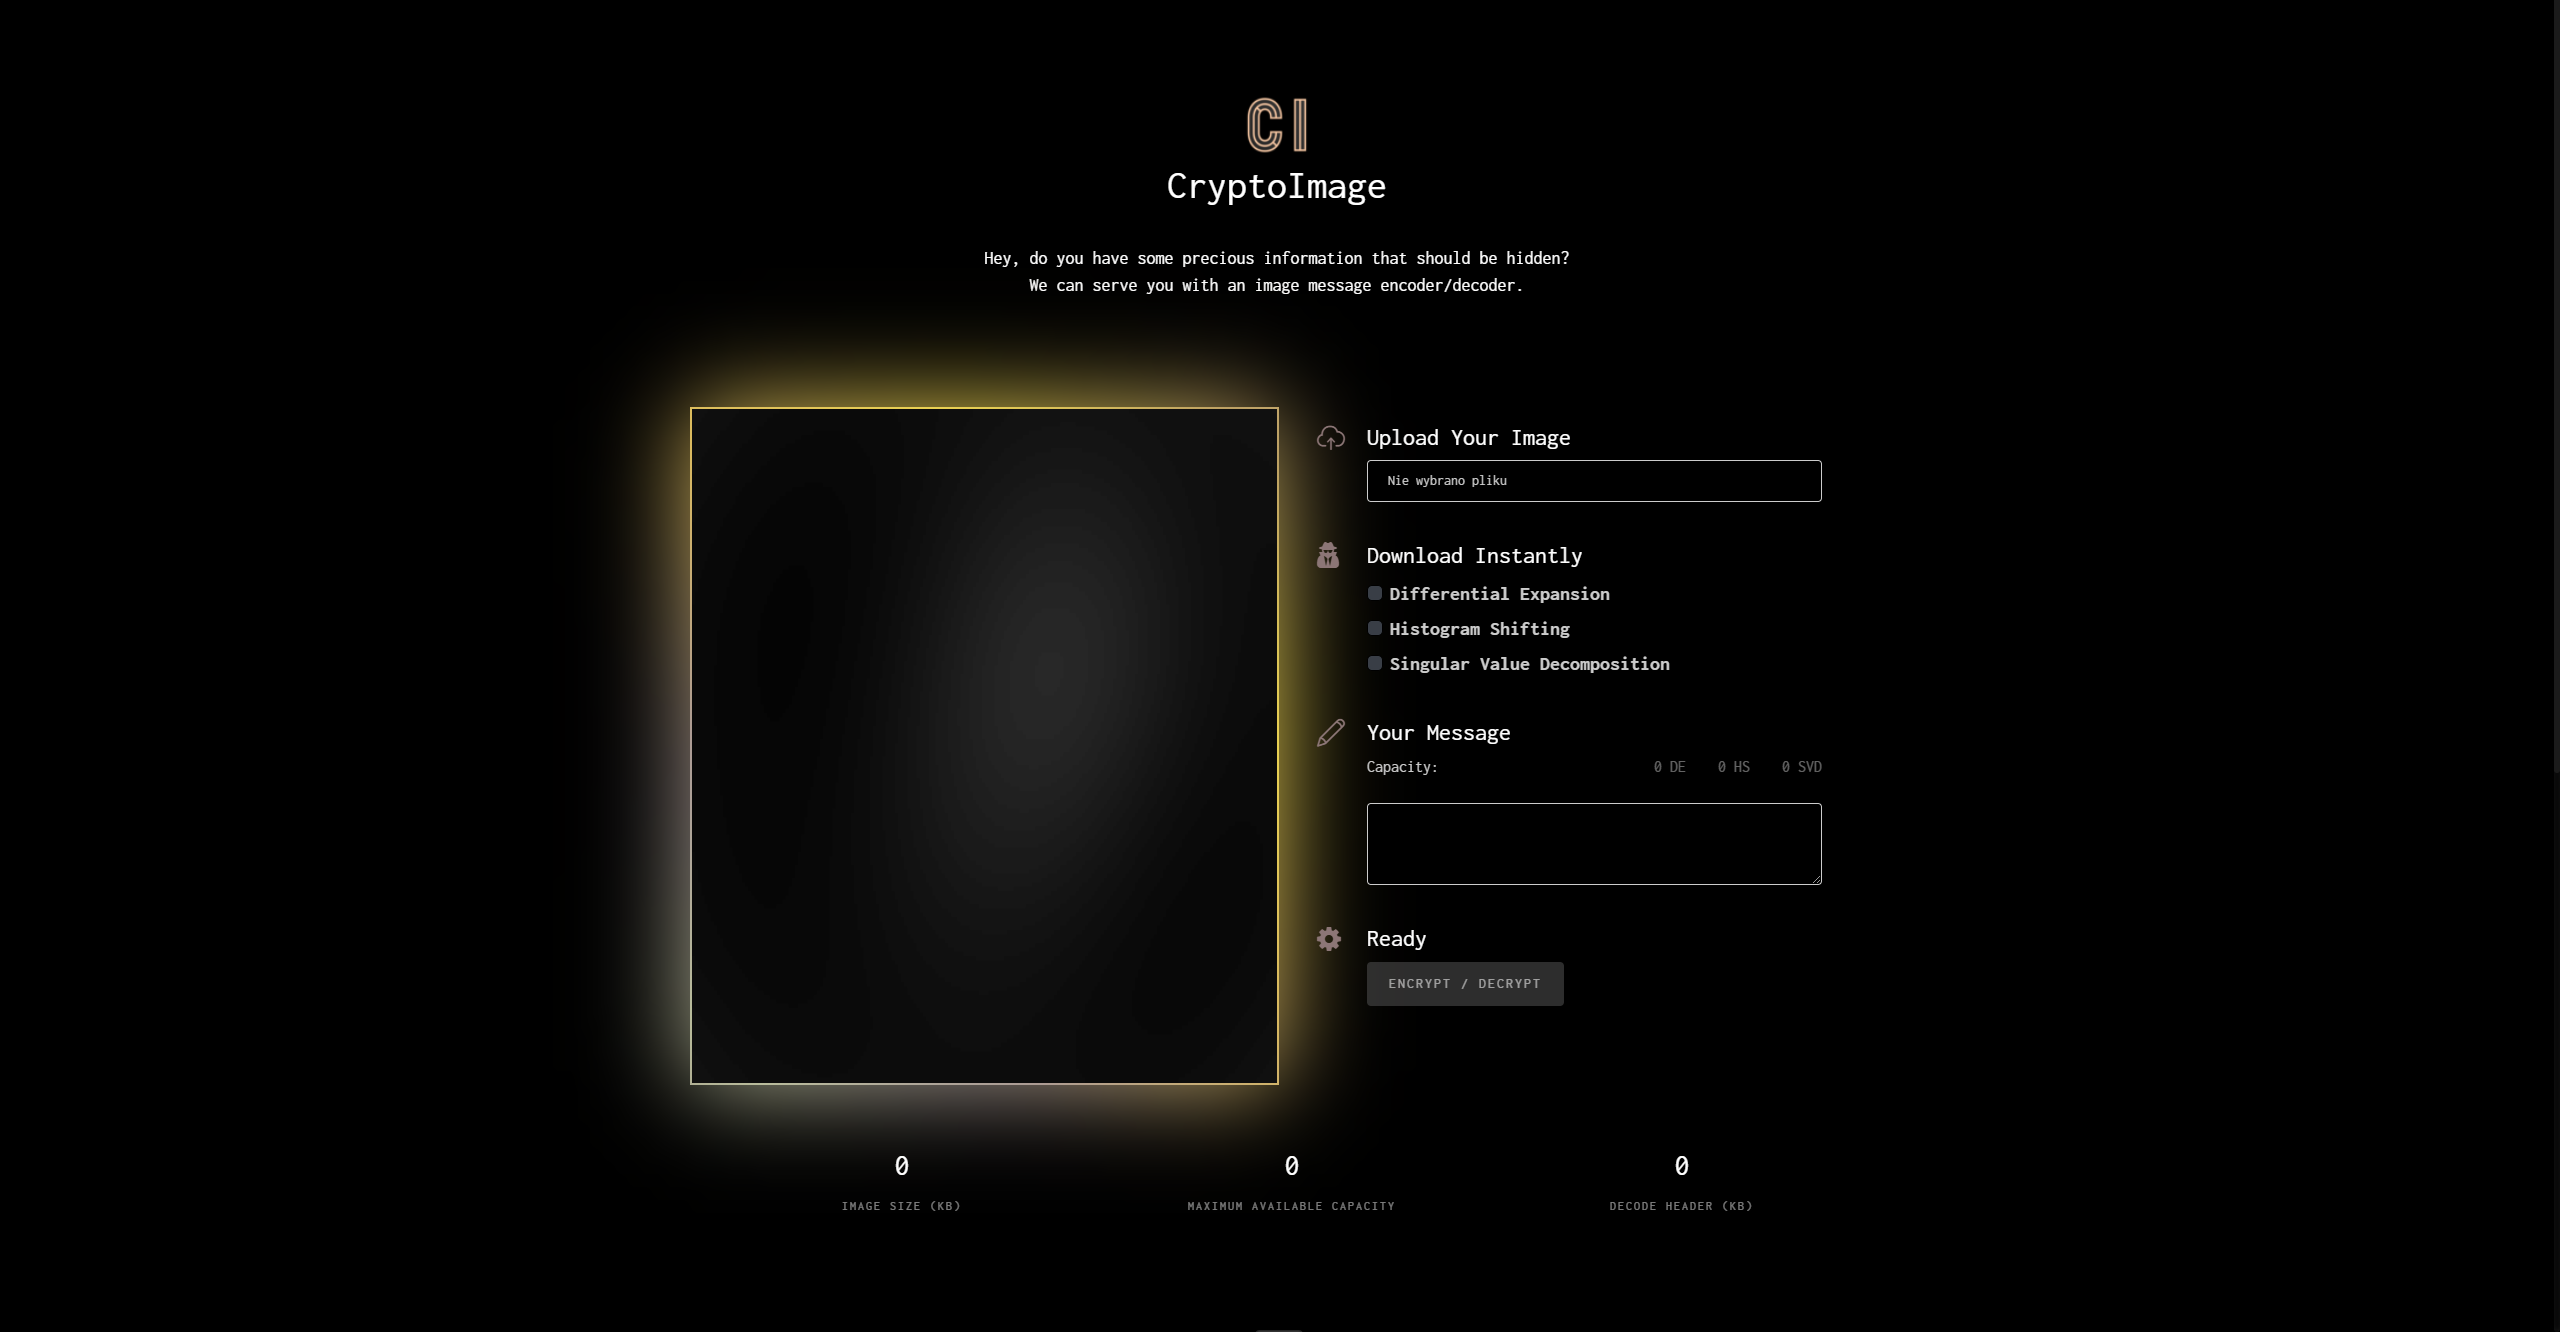 CI
CryptoImage
Hey, do you have some precious information that should be hidden?
We can serve you with an image message encoder/decoder.
Upload Your Image
Nie wybrano pliku
Download Instantly
Differential Expansion
Histogram Shifting
Singular Value Decomposition
Your Message
Capacity: 0 DE 0 HS 0 SVD
Ready
ENCRYPT / DECRYPT
0 0 0
IMAGE SIZE (KB) MAXIMUM AVAILABLE CAPACITY DECODE HEADER (KB)